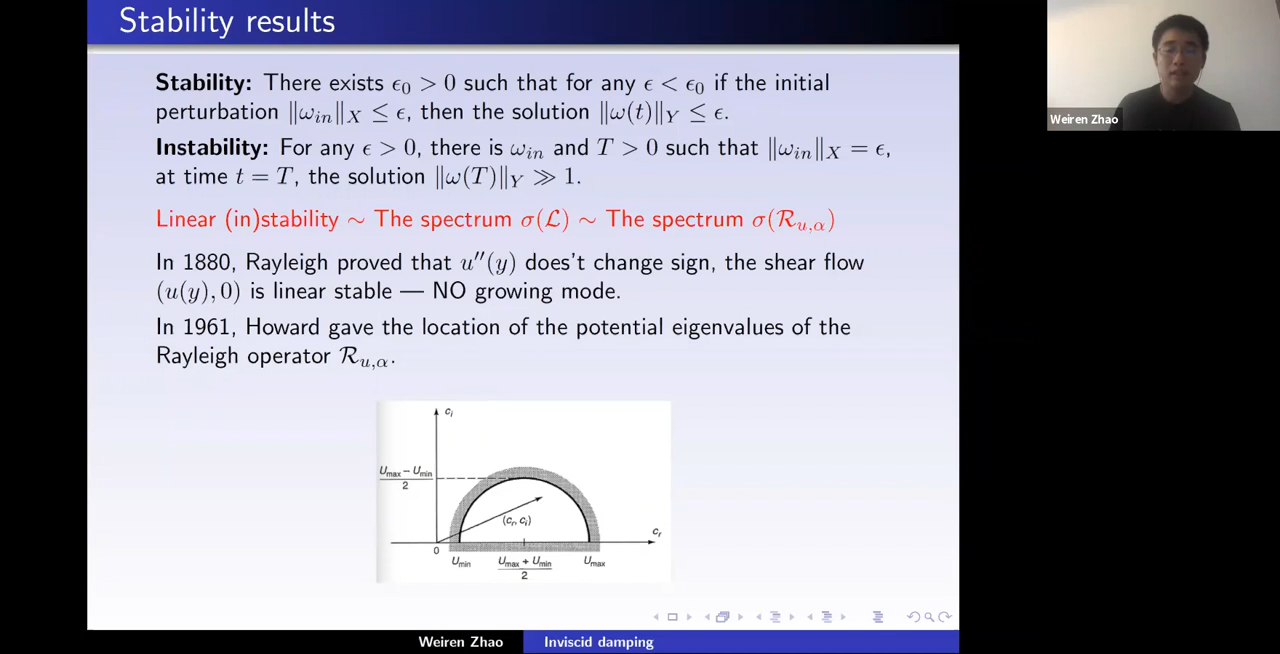 Stability results
Stability: There exists ϵ₀ > 0 such that for any ϵ < ϵ₀ if the initial
perturbation ‖ω_in‖_X ≤ ϵ, then the solution ‖ω(t)‖_Y ≤ ϵ.
Instability: For any ϵ > 0, there is ω_in and T > 0 such that ‖ω_in‖_X = ϵ,
at time t = T, the solution ‖ω(T)‖_Y ≫ 1.
Linear (in)stability ∼ The spectrum σ(ℒ) ∼ The spectrum σ(ℛ_{u,α})
In 1880, Rayleigh proved that u′′(y) does't change sign, the shear flow
(u(y), 0) is linear stable — NO growing mode.
In 1961, Howard gave the location of the potential eigenvalues of the
Rayleigh operator ℛ_{u,α}.
c_i
U_max − U_min
2
(c_r, c_i)
c_r
0
U_min
U_max + U_min
2
U_max
Weiren Zhao
Inviscid damping
Weiren Zhao